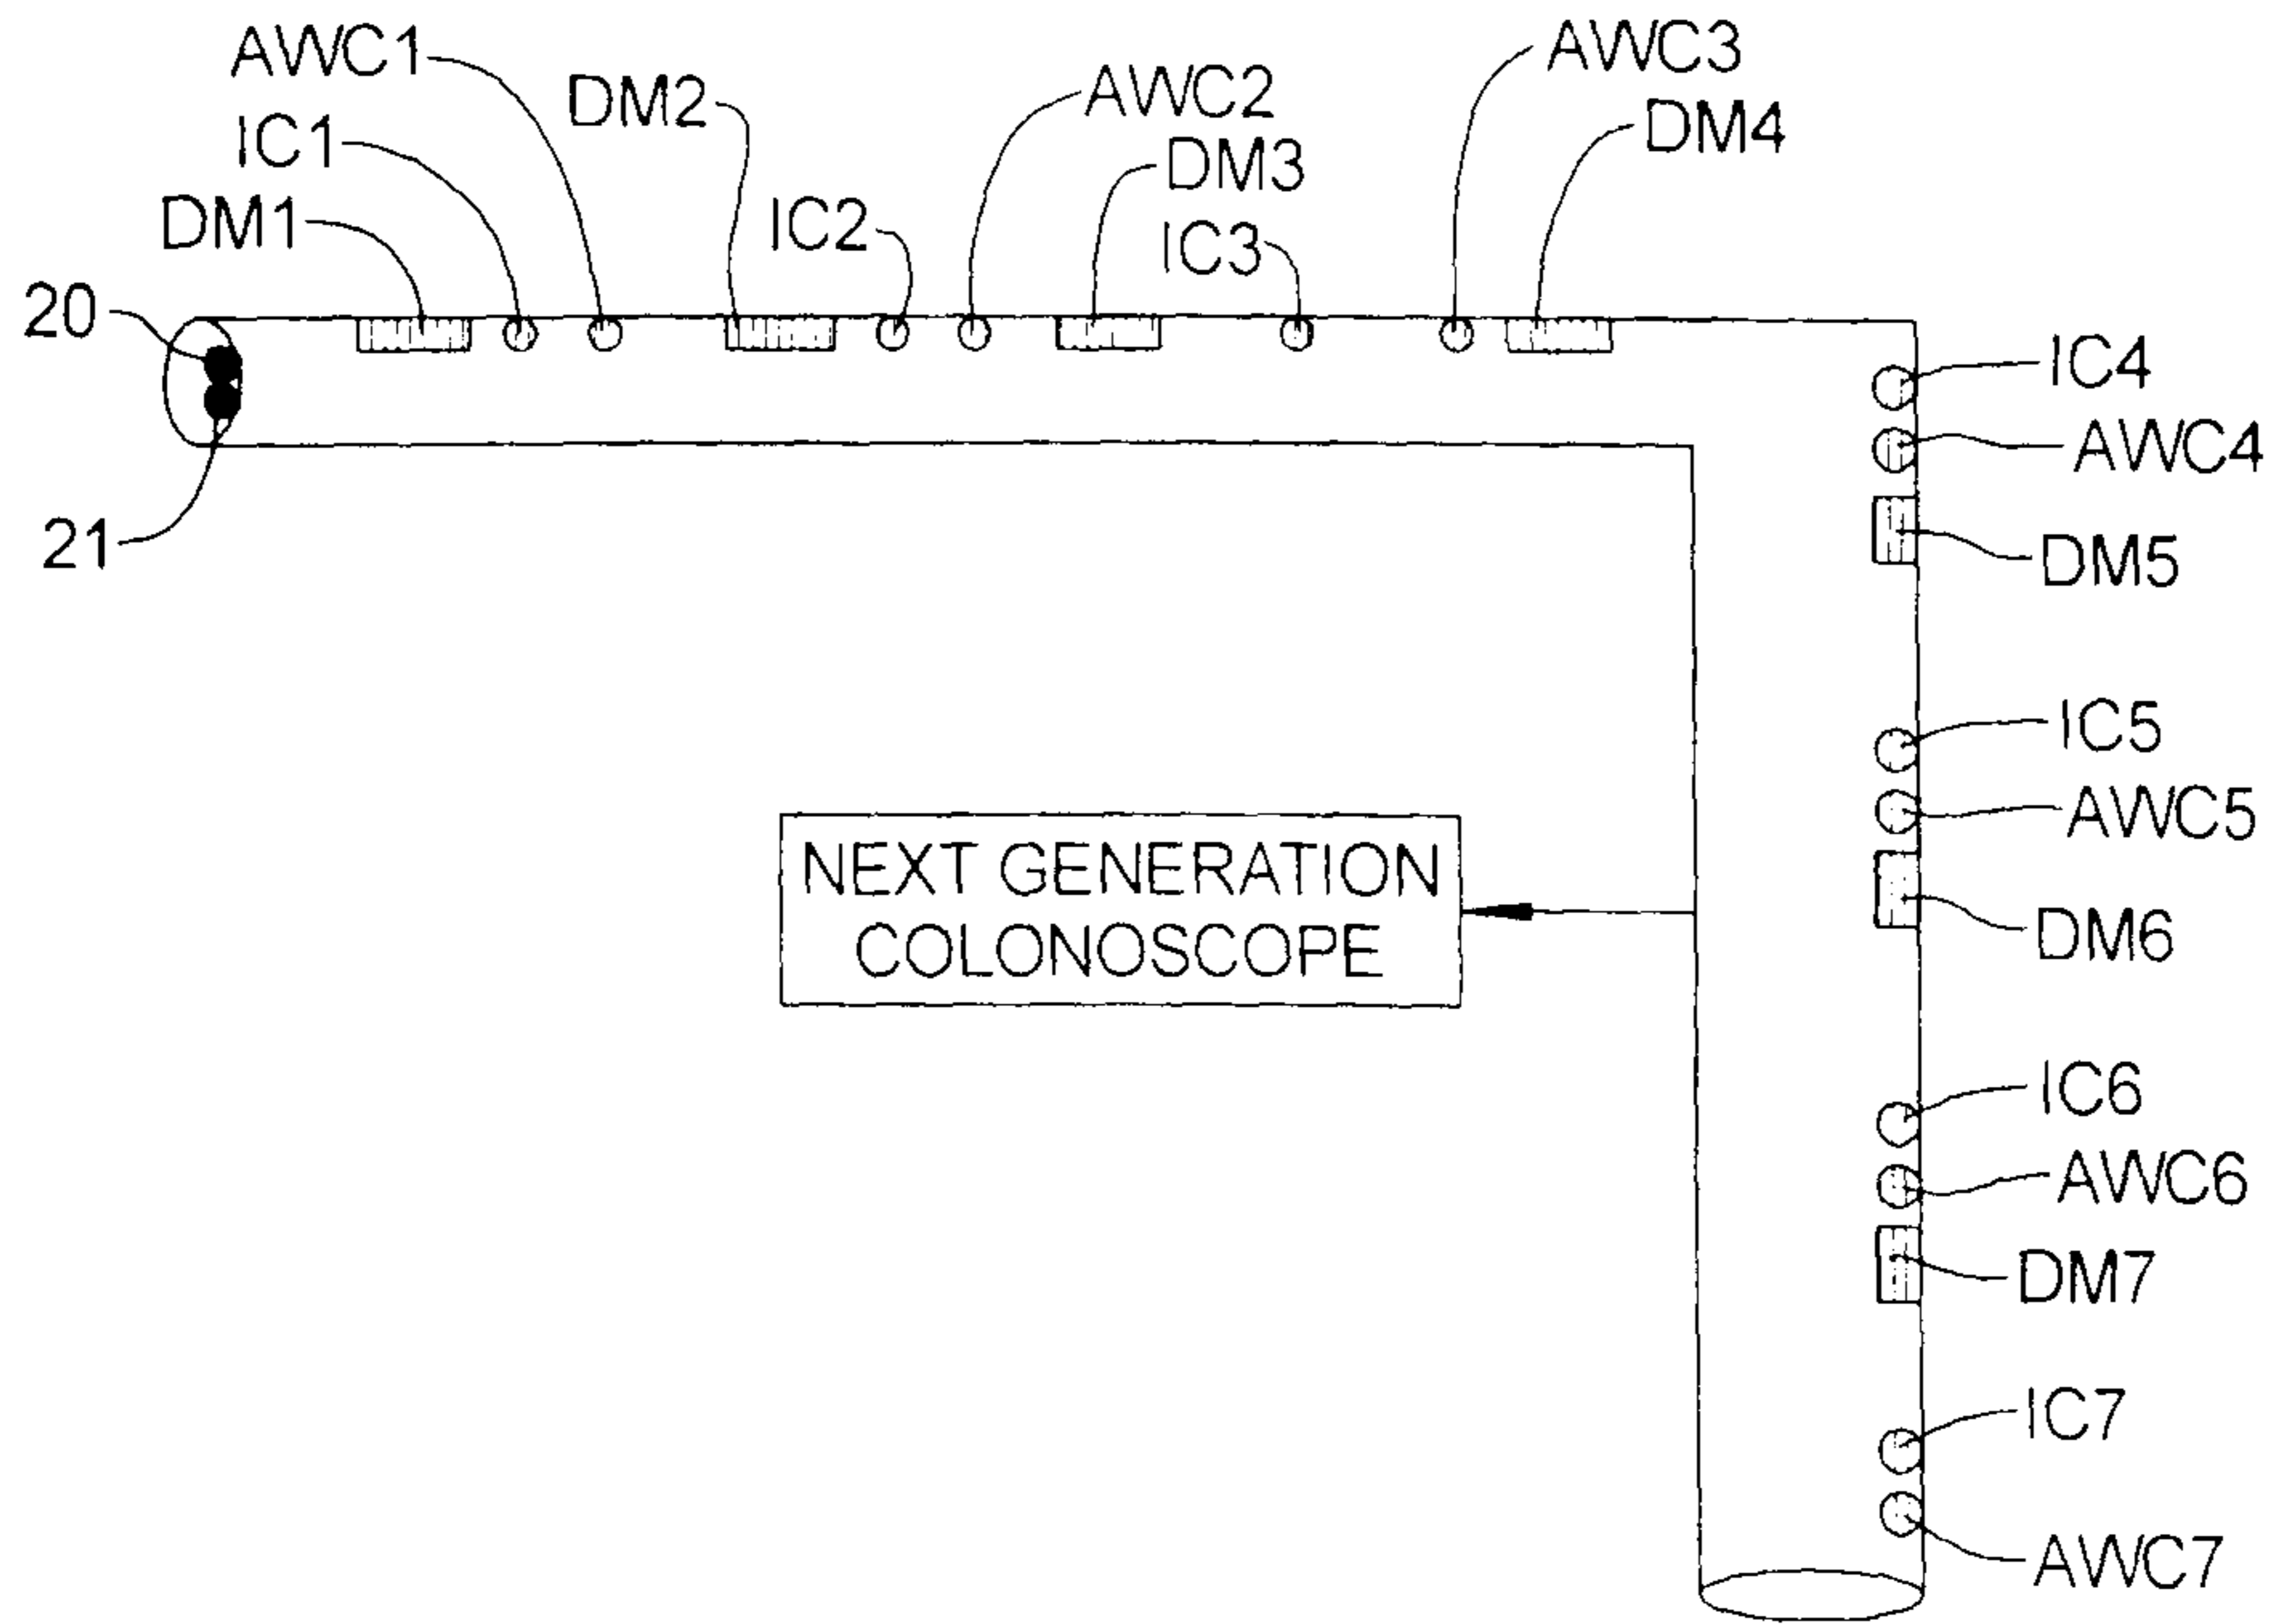 AWC1
AWC3
DM2
AWC2
DM4
IC1
DM3
DM1
IC2
IC3
20
IC4
AWC4
21
DM5
IC5
AWC5
NEXT GENERATION
COLONOSCOPE
DM6
IC6
AWC6
DM7
IC7
AWC7